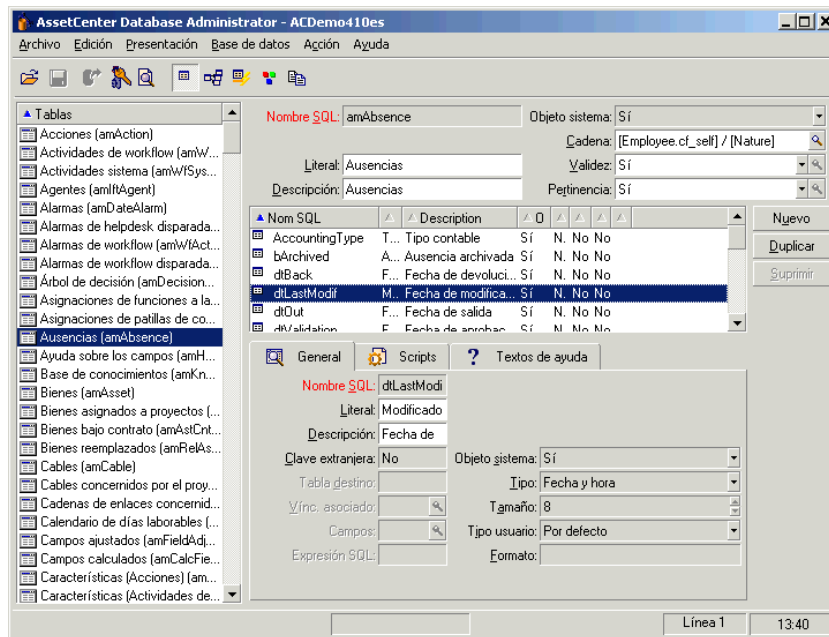 AssetCenter Database Administrator - ACDemo410es
Archivo Edición Presentación Base de datos Acción Ayuda
Tablas
Acciones (amAction)
Actividades de workflow (amW...
Actividades sistema (amWfSys...
Agentes (amIftAgent)
Alarmas (amDateAlarm)
Alarmas de helpdesk disparada...
Alarmas de workflow (amWfAct...
Alarmas de workflow disparada...
Árbol de decisión (amDecision...
Asignaciones de funciones a la...
Asignaciones de patillas de co...
Ausencias (amAbsence)
Ayuda sobre los campos (amH...
Base de conocimientos (amKn...
Bienes (amAsset)
Bienes asignados a proyectos (...
Bienes bajo contrato (amAstCnt...
Bienes reemplazados (amRelAs...
Cables (amCable)
Cables concernidos por el proy...
Cadenas de enlaces concernid...
Calendario de días laborables (...
Campos ajustados (amFieldAdj...
Campos calculados (amCalcFie...
Características (Acciones) (am...
Características (Actividades de...
Nombre SQL: amAbsence Objeto sistema: Sí
Cadena: [Employee.cf_self] / [Nature]
Literal: Ausencias Validez: Sí
Descripción: Ausencias Pertinencia: Sí
Nom SQL Description O
AccountingType T... Tipo contable Sí N. No No
bArchived A... Ausencia archivada Sí N. No No
dtBack F... Fecha de devoluci... Sí N. No No
dtLastModif M.. Fecha de modifica... Sí N. No No
dtOut F... Fecha de salida Sí N. No No
dtValidation F... Fecha de aprobac... Sí N. No No
Nuevo
Duplicar
Suprimir
General Scripts ? Textos de ayuda
Nombre SQL: dtLastModi
Literal: Modificado
Descripción: Fecha de
Clave extranjera: No Objeto sistema: Sí
Tabla destino: Tipo: Fecha y hora
Vínc. asociado: Tamaño: 8
Campos: Tipo usuario: Por defecto
Expresión SQL: Formato:
Línea 1 13:40